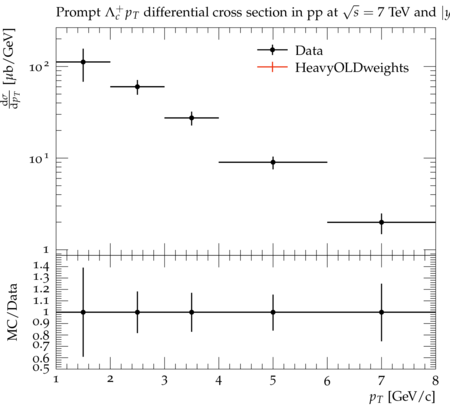 Prompt Λc+ pT differential cross section in pp at √s = 7 TeV and |y
dσ/dpT [μb/GeV]
Data
HeavyOLDweights
10²
10¹
1
MC/Data
1.4
1.3
1.2
1.1
1
0.9
0.8
0.7
0.6
0.5
1 2 3 4 5 6 7 8
pT [GeV/c]